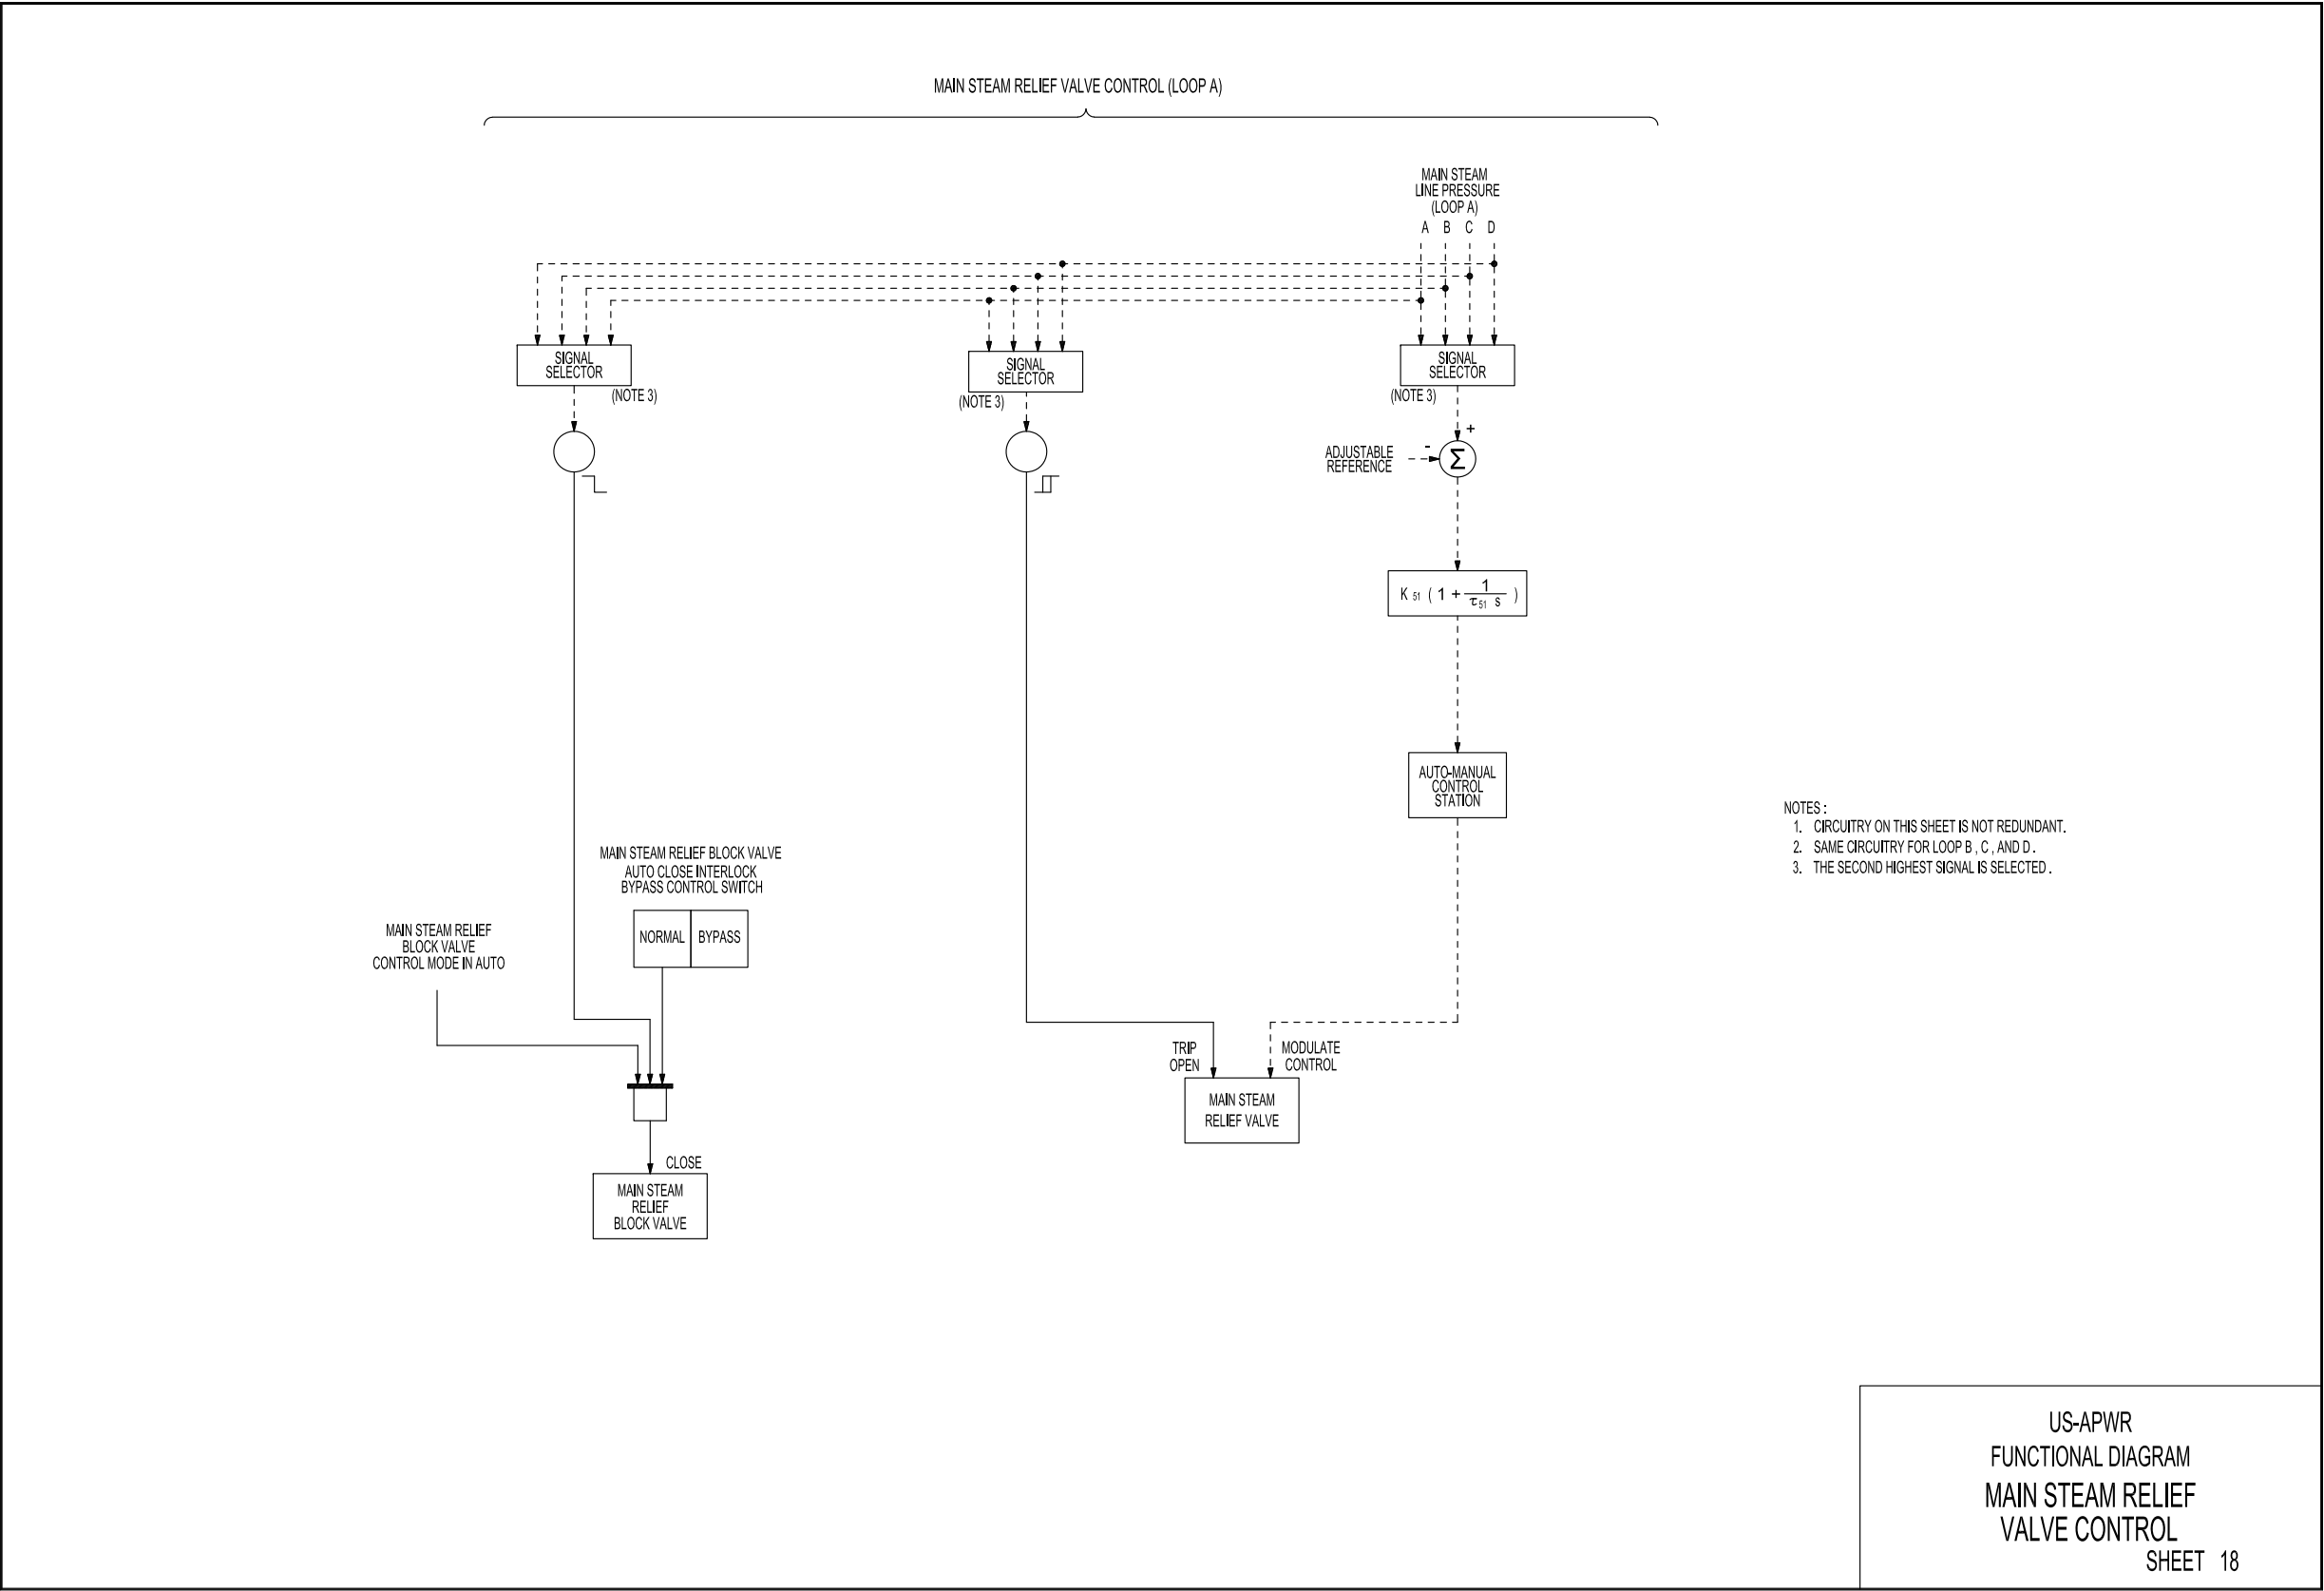 MAIN STEAM RELIEF VALVE CONTROL (LOOP A)
MAIN STEAM
LINE PRESSURE
(LOOP A)
A B C D
SIGNAL
SELECTOR
(NOTE 3)
SIGNAL
SELECTOR
(NOTE 3)
SIGNAL
SELECTOR
(NOTE 3)
+
-
ADJUSTABLE
REFERENCE
Σ
K 51 ( 1 + 1 / τ51 s )
AUTO-MANUAL
CONTROL
STATION
NOTES :
1. CIRCUITRY ON THIS SHEET IS NOT REDUNDANT.
2. SAME CIRCUITRY FOR LOOP B , C , AND D .
3. THE SECOND HIGHEST SIGNAL IS SELECTED .
MAIN STEAM RELIEF BLOCK VALVE
AUTO CLOSE INTERLOCK
BYPASS CONTROL SWITCH
NORMAL BYPASS
MAIN STEAM RELIEF
BLOCK VALVE
CONTROL MODE IN AUTO
TRIP
OPEN
MODULATE
CONTROL
MAIN STEAM
RELIEF VALVE
CLOSE
MAIN STEAM
RELIEF
BLOCK VALVE
US-APWR
FUNCTIONAL DIAGRAM
MAIN STEAM RELIEF
VALVE CONTROL
SHEET 18